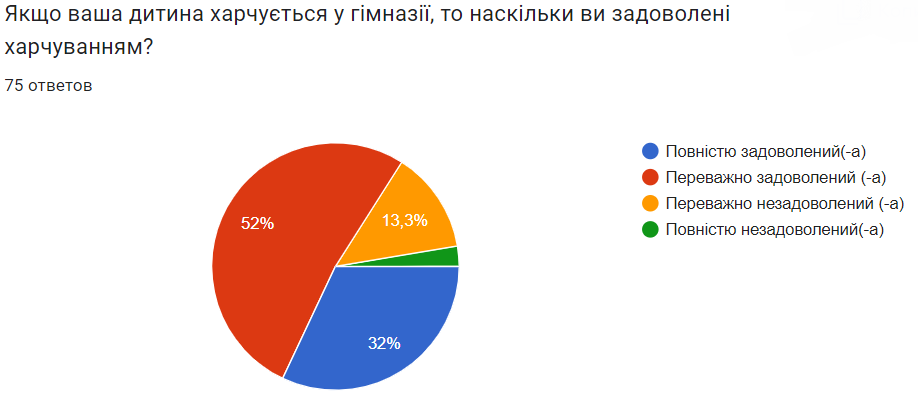 Якщо ваша дитина харчується у гімназії, то наскільки ви задоволені
харчуванням?
75 ответов
Повністю задоволений(-а)
Переважно задоволений (-а)
Переважно незадоволений (-а)
Повністю незадоволений(-а)
52%
13,3%
32%